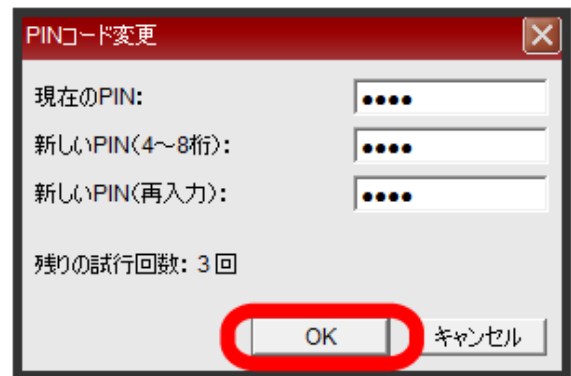 PINコード変更
現在のPIN: ●●●●
新しいPIN(4～8桁): ●●●●
新しいPIN(再入力): ●●●●
残りの試行回数: 3回
OK キャンセル